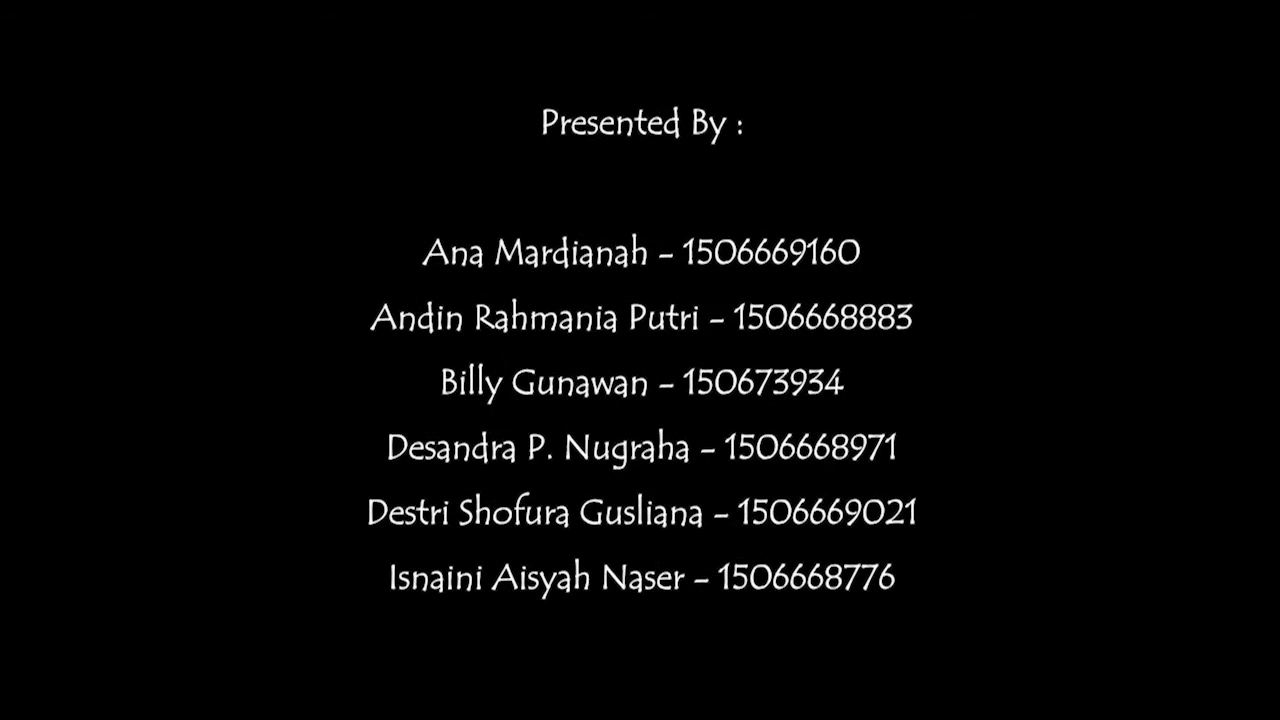 Presented By :
Ana Mardianah - 1506669160
Andin Rahmania Putri - 1506668883
Billy Gunawan - 150673934
Desandra P. Nugraha - 1506668971
Destri Shofura Gusliana - 1506669021
Isnaini Aisyah Naser - 1506668776